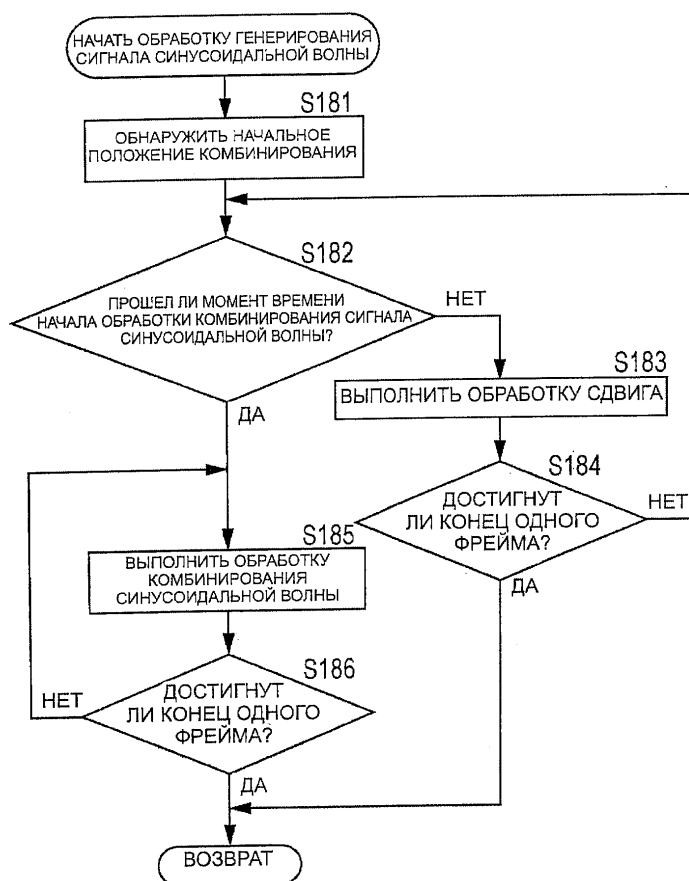 НАЧАТЬ ОБРАБОТКУ ГЕНЕРИРОВАНИЯ
СИГНАЛА СИНУСОИДАЛЬНОЙ ВОЛНЫ
S181
ОБНАРУЖИТЬ НАЧАЛЬНОЕ
ПОЛОЖЕНИЕ КОМБИНИРОВАНИЯ
S182
ПРОШЕЛ ЛИ МОМЕНТ ВРЕМЕНИ
НАЧАЛА ОБРАБОТКИ КОМБИНИРОВАНИЯ СИГНАЛА
СИНУСОИДАЛЬНОЙ ВОЛНЫ?
НЕТ
ДА
S183
ВЫПОЛНИТЬ ОБРАБОТКУ СДВИГА
S184
ДОСТИГНУТ
ЛИ КОНЕЦ ОДНОГО
ФРЕЙМА?
НЕТ
ДА
S185
ВЫПОЛНИТЬ ОБРАБОТКУ
КОМБИНИРОВАНИЯ
СИНУСОИДАЛЬНОЙ ВОЛНЫ
S186
ДОСТИГНУТ
ЛИ КОНЕЦ ОДНОГО
ФРЕЙМА?
НЕТ
ДА
ВОЗВРАТ